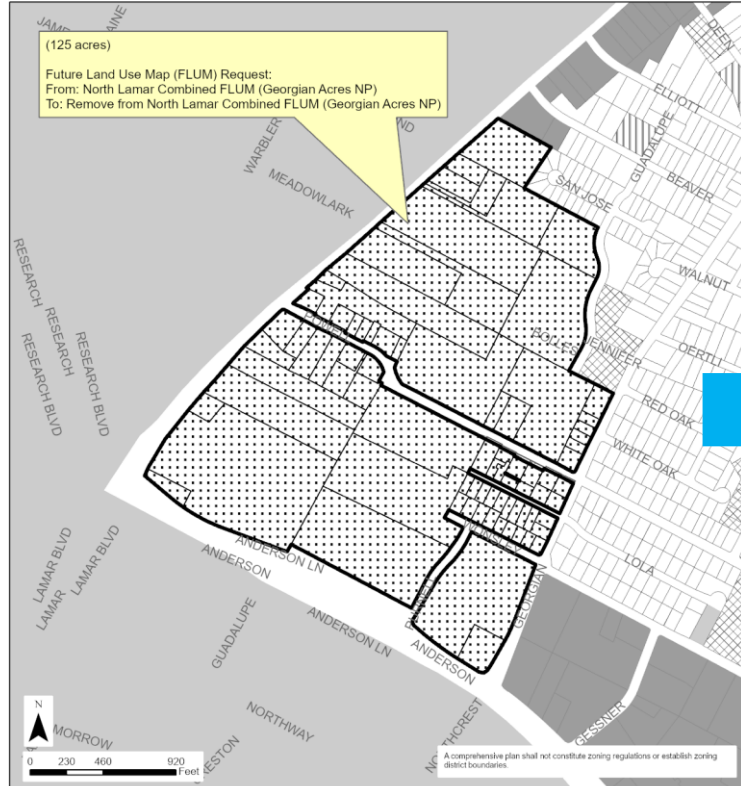 (125 acres)
Future Land Use Map (FLUM) Request:
From: North Lamar Combined FLUM (Georgian Acres NP)
To: Remove from North Lamar Combined FLUM (Georgian Acres NP)
DEEN
ELLIOTT
GUADALUPE
WARBLER
MEADOWLARK
SAN JOSE
BEAVER
WALNUT
RESEARCH
RESEARCH
RESEARCH BLVD
RESEARCH BLVD
JENNIFER
OERTLI
RED OAK
WHITE OAK
WONSLEY
LOLA
GEORGIAN
ANDERSON LN
ANDERSON
LAMAR BLVD
LAMAR BLVD
LAMAR
GUADALUPE
ANDERSON LN
ANDERSON
NORTHCREST
GESSNER
NORTHWAY
MORROW
N
0 230 460 920
Feet
A comprehensive plan shall not constitute zoning regulations or establish zoning
district boundaries.